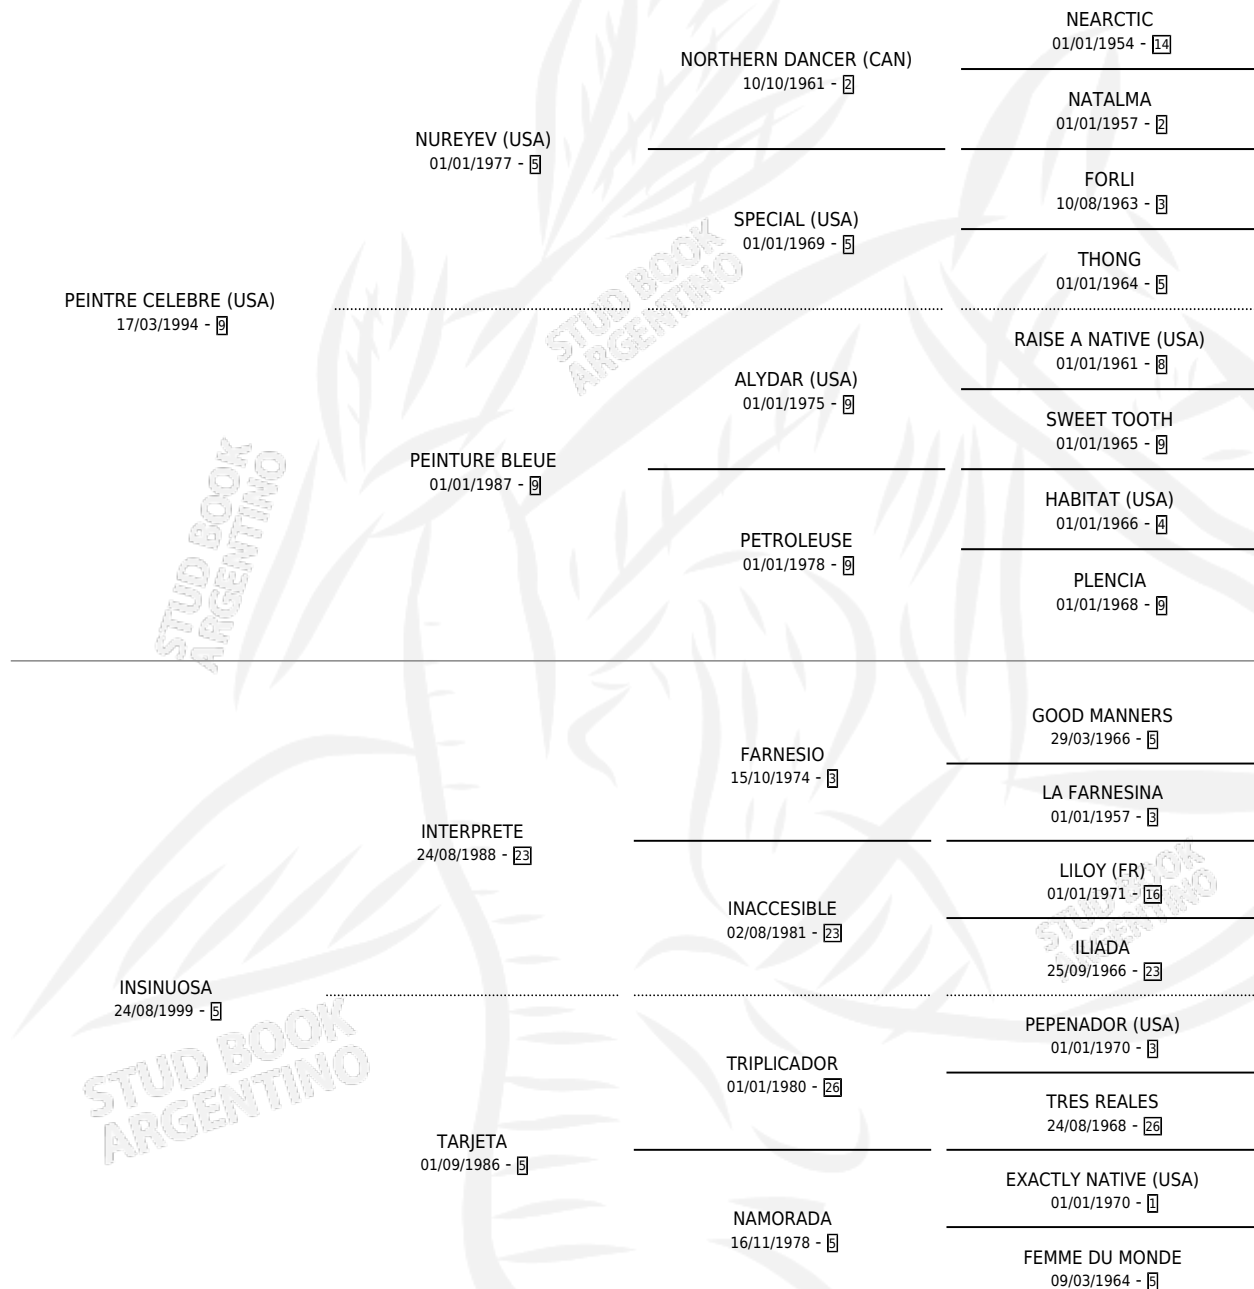 NEARCTIC
01/01/1954 - 14
NORTHERN DANCER (CAN)
10/10/1961 - 2
NATALMA
01/01/1957 - 2
NUREYEV (USA)
01/01/1977 - 5
FORLI
10/08/1963 - 3
SPECIAL (USA)
01/01/1969 - 5
THONG
01/01/1964 - 5
PEINTRE CELEBRE (USA)
17/03/1994 - 9
RAISE A NATIVE (USA)
01/01/1961 - 8
ALYDAR (USA)
01/01/1975 - 9
SWEET TOOTH
01/01/1965 - 9
PEINTURE BLEUE
01/01/1987 - 9
HABITAT (USA)
01/01/1966 - 4
PETROLEUSE
01/01/1978 - 9
PLENCIA
01/01/1968 - 9
GOOD MANNERS
29/03/1966 - 5
FARNESIO
15/10/1974 - 3
LA FARNESINA
01/01/1957 - 3
INTERPRETE
24/08/1988 - 23
LILOY (FR)
01/01/1971 - 16
INACCESIBLE
02/08/1981 - 23
ILIADA
25/09/1966 - 23
INSINUOSA
24/08/1999 - 5
PEPENADOR (USA)
01/01/1970 - 3
TRIPLICADOR
01/01/1980 - 26
TRES REALES
24/08/1968 - 26
TARJETA
01/09/1986 - 5
EXACTLY NATIVE (USA)
01/01/1970 - 1
NAMORADA
16/11/1978 - 5
FEMME DU MONDE
09/03/1964 - 5
STUD BOOK
ARGENTINO
STUD BOOK
ARGENTINO
STUD BOOK
ARGENTINO
STUD BOOK
ARGENTINO